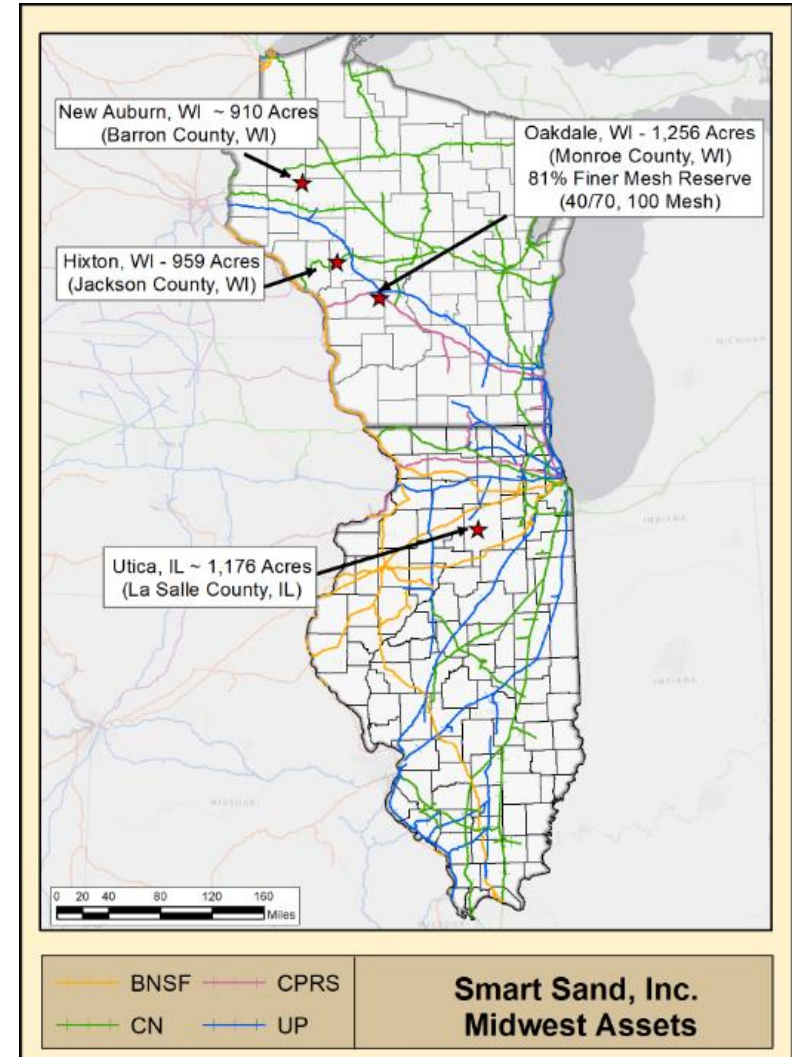 New Auburn, WI ~ 910 Acres
(Barron County, WI)
Oakdale, WI - 1,256 Acres
(Monroe County, WI)
81% Finer Mesh Reserve
(40/70, 100 Mesh)
Hixton, WI - 959 Acres
(Jackson County, WI)
MICHIGAN
IOWA
INDIANA
Utica, IL ~ 1,176 Acres
(La Salle County, IL)
INDIANA
MISSOURI
0 20 40 80 120 160
Miles
BNSF
CPRS
CN
UP
Smart Sand, Inc.
Midwest Assets